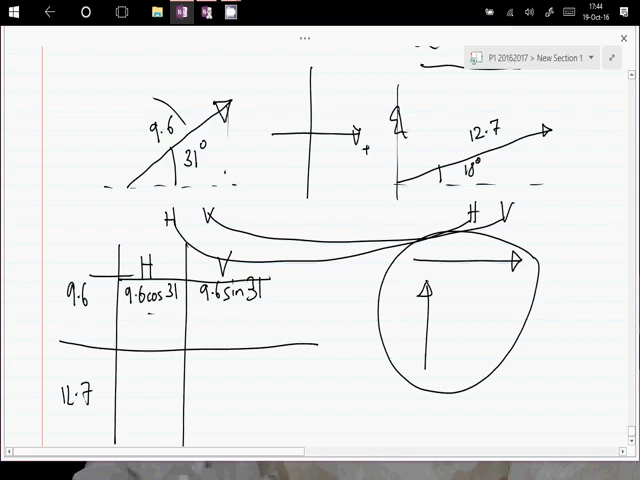 17:44
19-Oct-16
P1 20162017 > New Section 1
9.6
31°
+
12.7
18°
H V
H V
H V
9.6 9.6cos31 9.6sin31
12.7